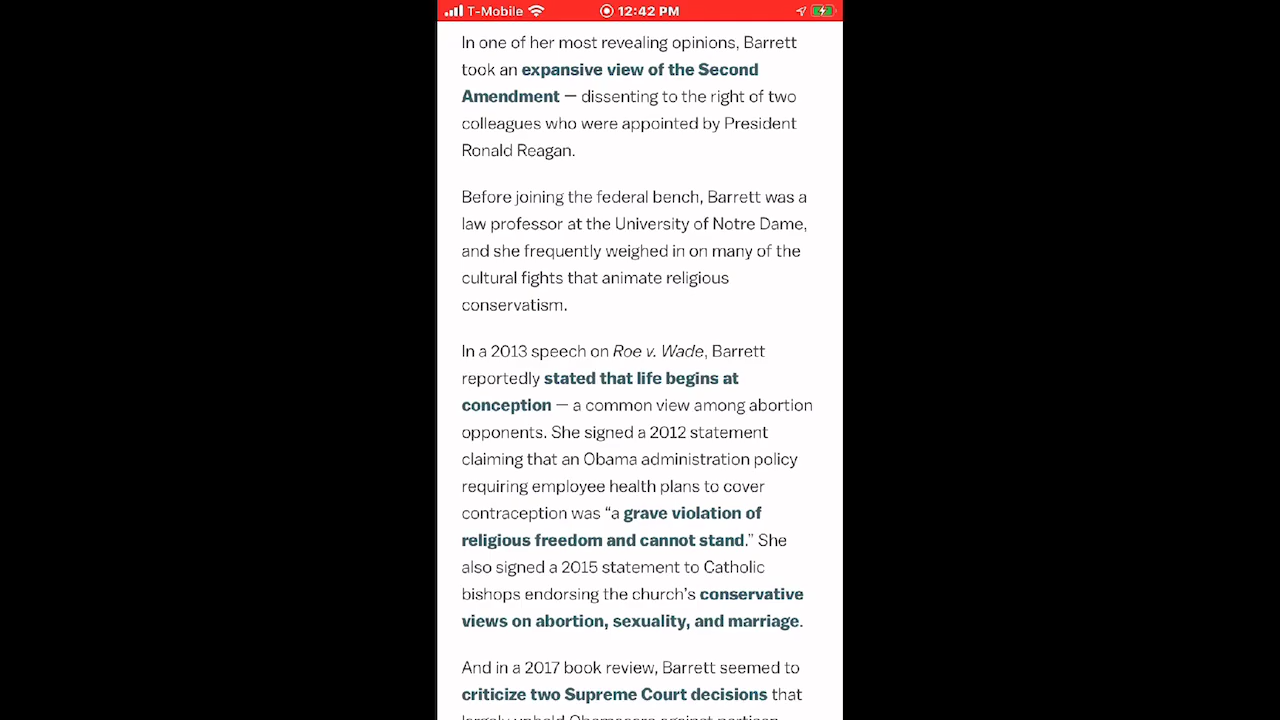 T-Mobile 12:42 PM
In one of her most revealing opinions, Barrett
took an expansive view of the Second
Amendment — dissenting to the right of two
colleagues who were appointed by President
Ronald Reagan.
Before joining the federal bench, Barrett was a
law professor at the University of Notre Dame,
and she frequently weighed in on many of the
cultural fights that animate religious
conservatism.
In a 2013 speech on Roe v. Wade, Barrett
reportedly stated that life begins at
conception — a common view among abortion
opponents. She signed a 2012 statement
claiming that an Obama administration policy
requiring employee health plans to cover
contraception was “a grave violation of
religious freedom and cannot stand.” She
also signed a 2015 statement to Catholic
bishops endorsing the church’s conservative
views on abortion, sexuality, and marriage.
And in a 2017 book review, Barrett seemed to
criticize two Supreme Court decisions that
largely upheld Obamacare against partisan